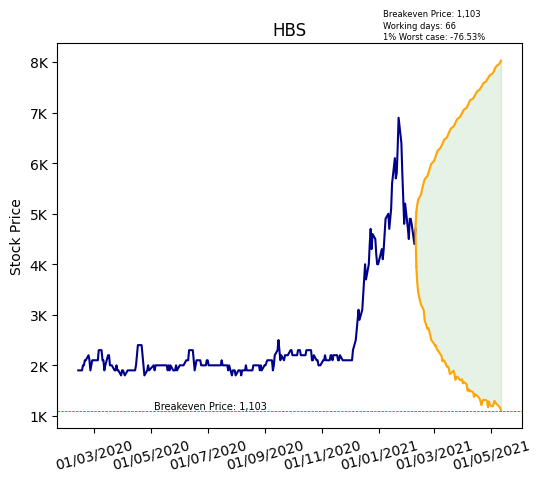 Breakeven Price: 1,103
Working days: 66
1% Worst case: -76.53%
HBS
Stock Price
8K
7K
6K
5K
4K
3K
2K
1K
Breakeven Price: 1,103
01/03/2020
01/05/2020
01/07/2020
01/09/2020
01/11/2020
01/01/2021
01/03/2021
01/05/2021